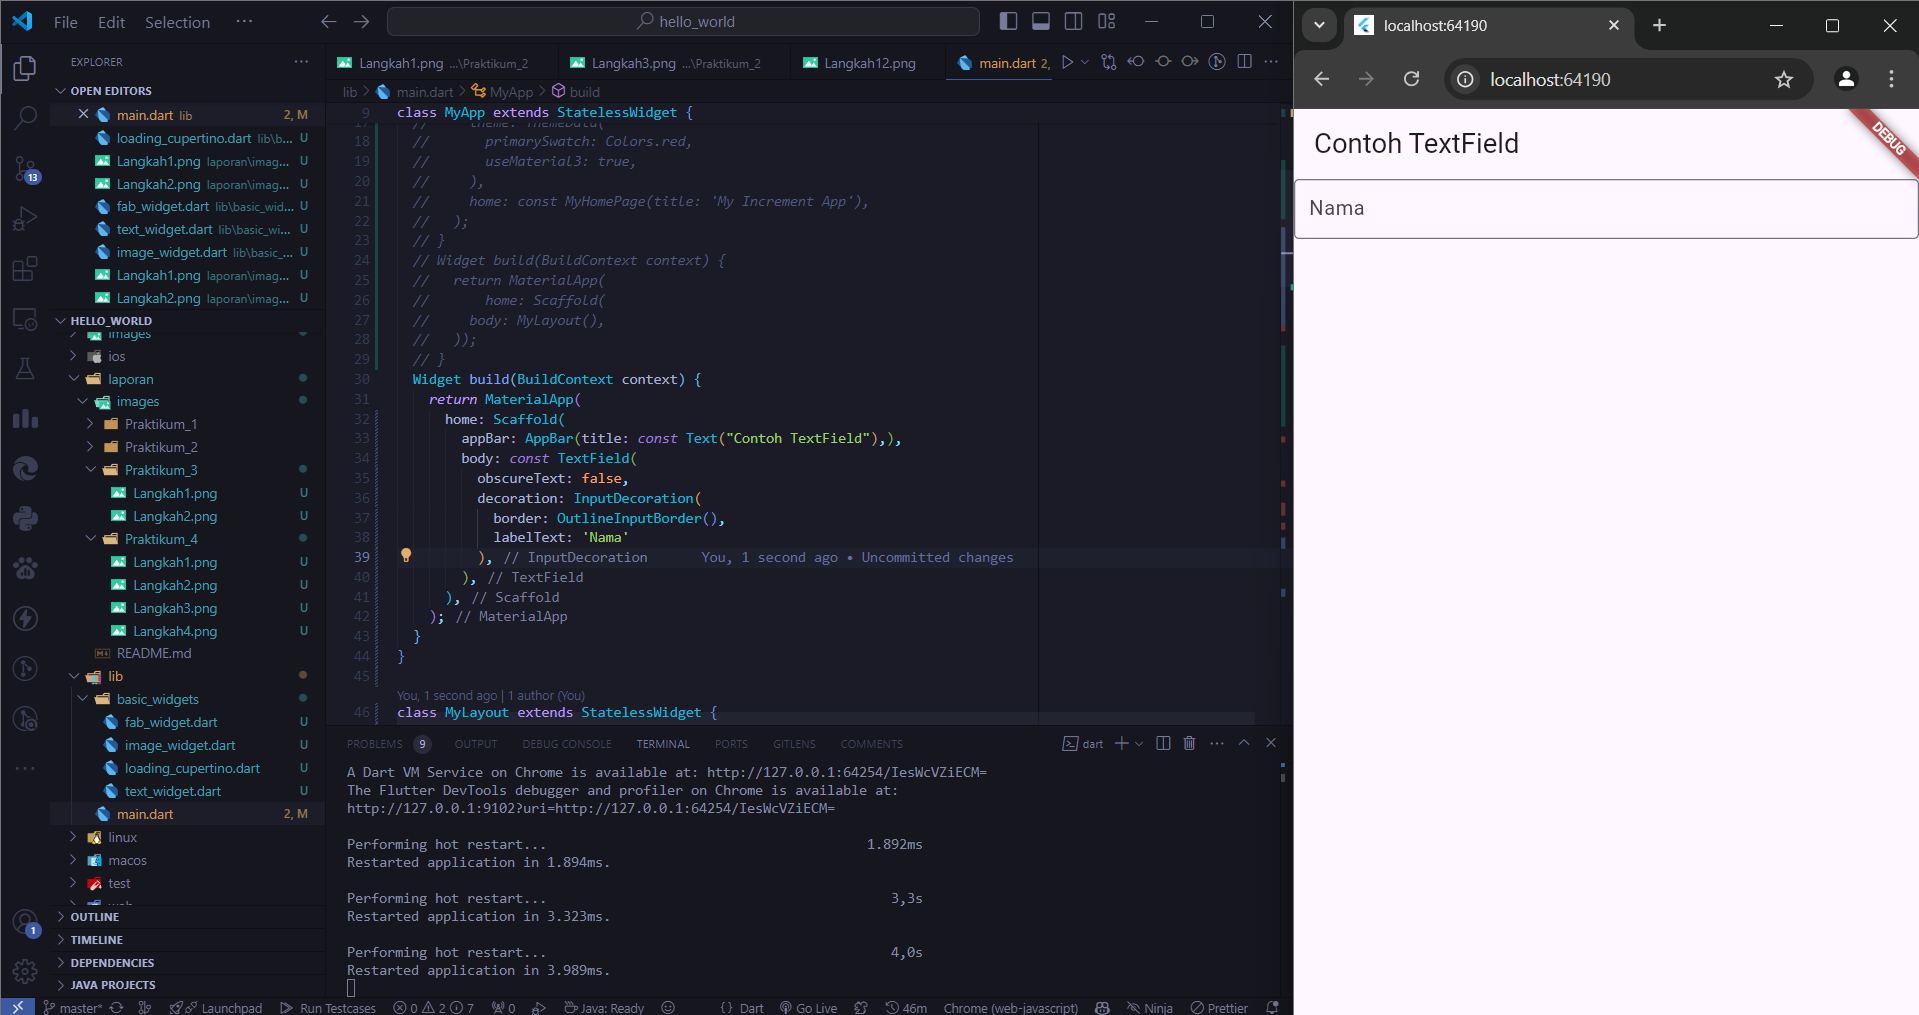 File Edit Selection ··· hello_world
EXPLORER ···
OPEN EDITORS
main.dart lib 2, M
loading_cupertino.dart lib\b... U
Langkah1.png laporan\imag... U
Langkah2.png laporan\imag... U
fab_widget.dart lib\basic_wid... U
text_widget.dart lib\basic_wi... U
image_widget.dart lib\basic_... U
Langkah1.png laporan\imag... U
Langkah2.png laporan\imag... U
HELLO_WORLD
images
ios
laporan
images
Praktikum_1
Praktikum_2
Praktikum_3
Langkah1.png U
Langkah2.png U
Praktikum_4
Langkah1.png U
Langkah2.png U
Langkah3.png U
Langkah4.png U
README.md
lib
basic_widgets
fab_widget.dart U
image_widget.dart U
loading_cupertino.dart U
text_widget.dart U
main.dart 2, M
linux
macos
test
web
OUTLINE
TIMELINE
DEPENDENCIES
JAVA PROJECTS
13
1
Langkah1.png ...\Praktikum_2 Langkah3.png ...\Praktikum_2 Langkah12.png main.dart 2,
lib > main.dart > MyApp > build
9 class MyApp extends StatelessWidget {
17 // theme: ThemeData(
18 // primarySwatch: Colors.red,
19 // useMaterial3: true,
20 // ),
21 // home: const MyHomePage(title: 'My Increment App'),
22 // );
23 // }
24 // Widget build(BuildContext context) {
25 // return MaterialApp(
26 // home: Scaffold(
27 // body: MyLayout(),
28 // ));
29 // }
30 Widget build(BuildContext context) {
31 return MaterialApp(
32 home: Scaffold(
33 appBar: AppBar(title: const Text("Contoh TextField"),),
34 body: const TextField(
35 obscureText: false,
36 decoration: InputDecoration(
37 border: OutlineInputBorder(),
38 labelText: 'Nama'
39 ), // InputDecoration You, 1 second ago • Uncommitted changes
40 ), // TextField
41 ), // Scaffold
42 ); // MaterialApp
43 }
44 }
45
You, 1 second ago | 1 author (You)
46 class MyLayout extends StatelessWidget {
PROBLEMS 9 OUTPUT DEBUG CONSOLE TERMINAL PORTS GITLENS COMMENTS dart
A Dart VM Service on Chrome is available at: http://127.0.0.1:64254/IesWcVZiECM=
The Flutter DevTools debugger and profiler on Chrome is available at:
http://127.0.0.1:9102?uri=http://127.0.0.1:64254/IesWcVZiECM=
Performing hot restart... 1.892ms
Restarted application in 1.894ms.
Performing hot restart... 3,3s
Restarted application in 3.323ms.
Performing hot restart... 4,0s
Restarted application in 3.989ms.
master* Launchpad Run Testcases 0 2 7 0 Java: Ready { } Dart Go Live 46m Chrome (web-javascript) Ninja Prettier
localhost:64190
localhost:64190
Contoh TextField
DEBUG
Nama